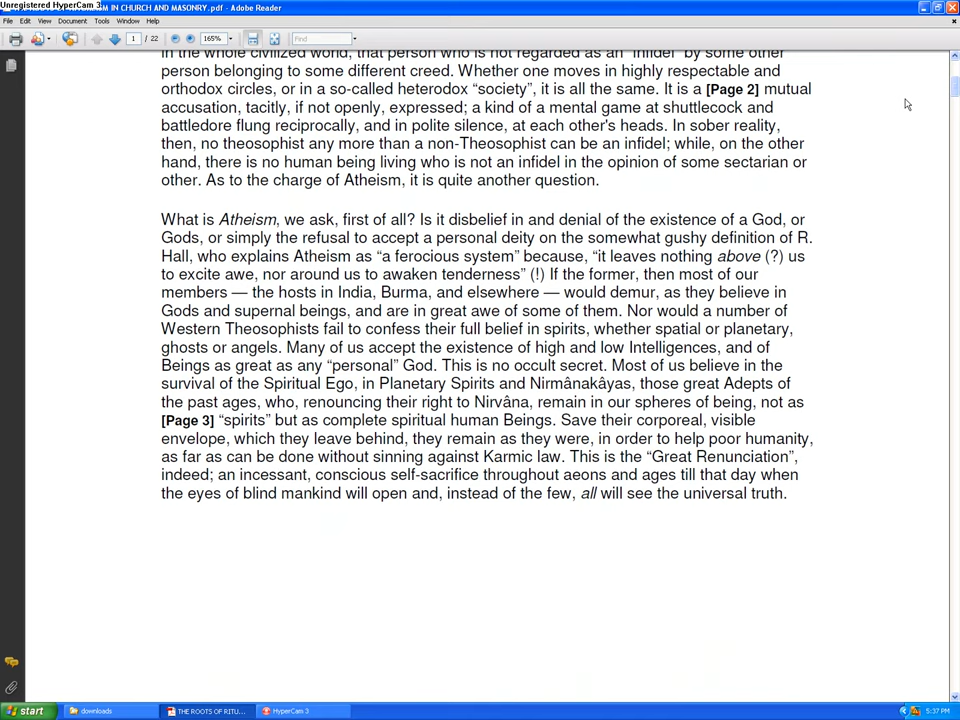 Unregistered HyperCam 3
M IN CHURCH AND MASONRY.pdf - Adobe Reader
File Edit View Document Tools Window Help
1 / 22 165% Find
in the whole civilized world, that person who is not regarded as an "Infidel" by some other
person belonging to some different creed. Whether one moves in highly respectable and
orthodox circles, or in a so-called heterodox “society”, it is all the same. It is a [Page 2] mutual
accusation, tacitly, if not openly, expressed; a kind of a mental game at shuttlecock and
battledore flung reciprocally, and in polite silence, at each other's heads. In sober reality,
then, no theosophist any more than a non-Theosophist can be an infidel; while, on the other
hand, there is no human being living who is not an infidel in the opinion of some sectarian or
other. As to the charge of Atheism, it is quite another question.
What is Atheism, we ask, first of all? Is it disbelief in and denial of the existence of a God, or
Gods, or simply the refusal to accept a personal deity on the somewhat gushy definition of R.
Hall, who explains Atheism as “a ferocious system” because, “it leaves nothing above (?) us
to excite awe, nor around us to awaken tenderness” (!) If the former, then most of our
members — the hosts in India, Burma, and elsewhere — would demur, as they believe in
Gods and supernal beings, and are in great awe of some of them. Nor would a number of
Western Theosophists fail to confess their full belief in spirits, whether spatial or planetary,
ghosts or angels. Many of us accept the existence of high and low Intelligences, and of
Beings as great as any “personal” God. This is no occult secret. Most of us believe in the
survival of the Spiritual Ego, in Planetary Spirits and Nirmânakâyas, those great Adepts of
the past ages, who, renouncing their right to Nirvâna, remain in our spheres of being, not as
[Page 3] “spirits” but as complete spiritual human Beings. Save their corporeal, visible
envelope, which they leave behind, they remain as they were, in order to help poor humanity,
as far as can be done without sinning against Karmic law. This is the “Great Renunciation”,
indeed; an incessant, conscious self-sacrifice throughout aeons and ages till that day when
the eyes of blind mankind will open and, instead of the few, all will see the universal truth.
start downloads THE ROOTS OF RITU... HyperCam 3 5:37 PM